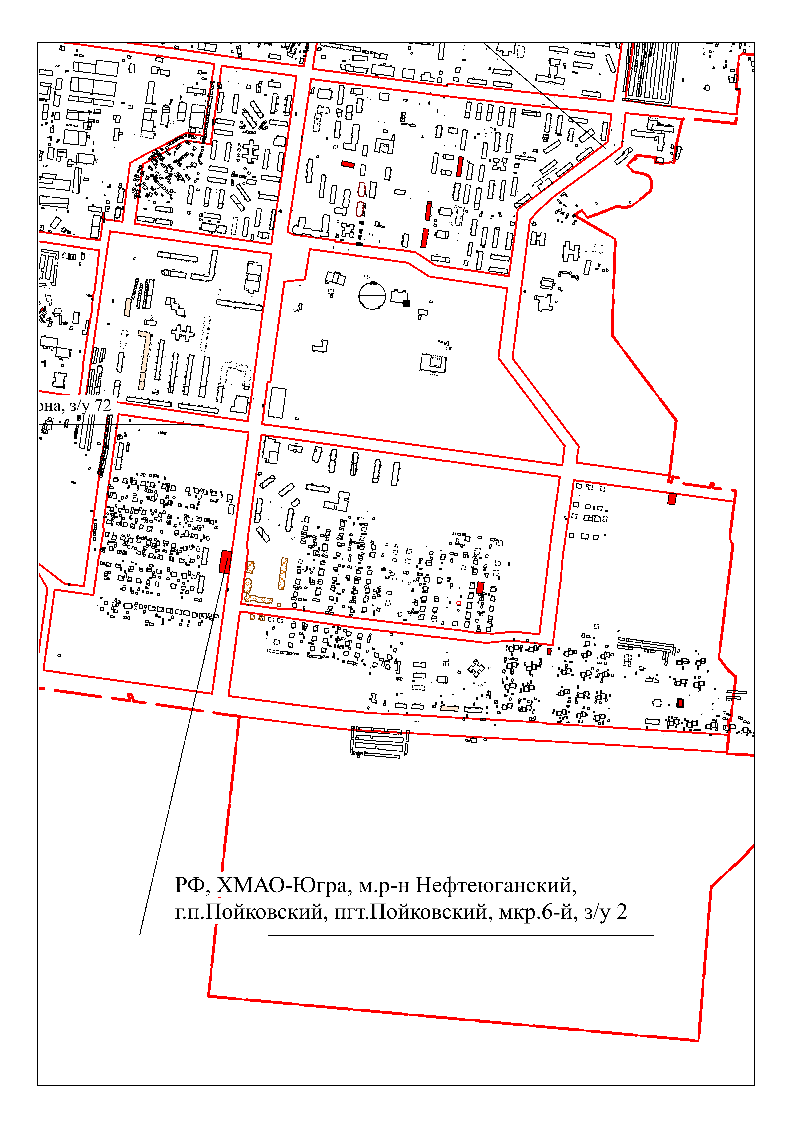 она, з/у 72
РФ, ХМАО-Югра, м.р-н Нефтеюганский,
г.п.Пойковский, пгт.Пойковский, мкр.6-й, з/у 2